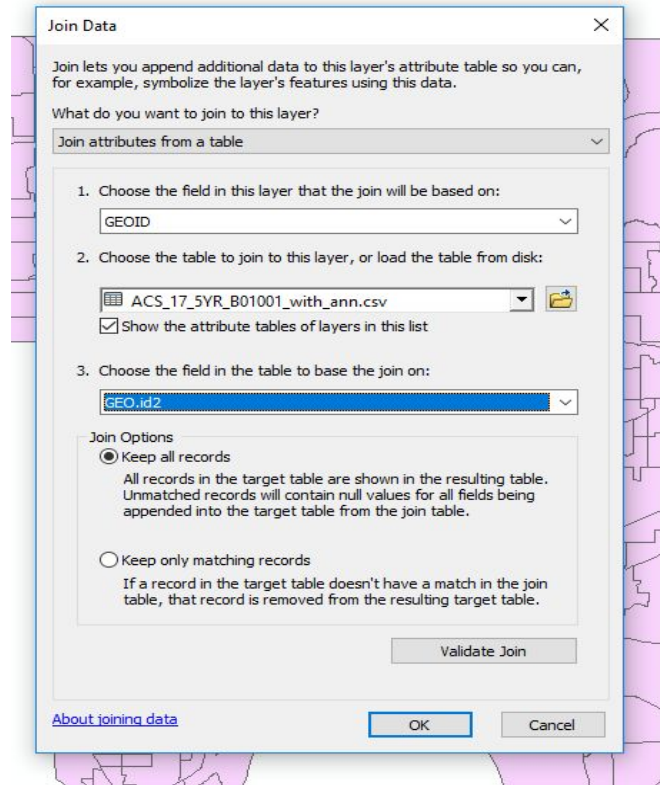 Join Data
Join lets you append additional data to this layer's attribute table so you can,
for example, symbolize the layer's features using this data.
What do you want to join to this layer?
Join attributes from a table
1. Choose the field in this layer that the join will be based on:
GEOID
2. Choose the table to join to this layer, or load the table from disk:
ACS_17_5YR_B01001_with_ann.csv
Show the attribute tables of layers in this list
3. Choose the field in the table to base the join on:
GEO.id2
Join Options
Keep all records
All records in the target table are shown in the resulting table.
Unmatched records will contain null values for all fields being
appended into the target table from the join table.
Keep only matching records
If a record in the target table doesn't have a match in the join
table, that record is removed from the resulting target table.
Validate Join
About joining data
OK
Cancel